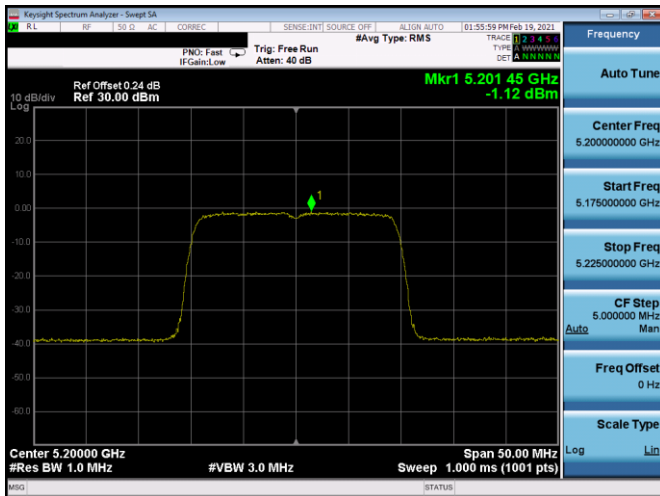 Keysight Spectrum Analyzer - Swept SA
RL RF 50 Ω AC CORREC SENSE:INT SOURCE OFF ALIGN AUTO 01:55:59 PM Feb 19, 2021
#Avg Type: RMS
TRACE 1 2 3 4 5 6
TYPE A WWWWW
DET A N N N N N
PNO: Fast
IFGain:Low
Trig: Free Run
Atten: 40 dB
Mkr1 5.201 45 GHz
-1.12 dBm
Ref Offset 0.24 dB
10 dB/div Ref 30.00 dBm
Log
20.0
0.00
-10.0
-20.0
-30.0
-40.0
-50.0
-60.0
1
Center 5.20000 GHz
Span 50.00 MHz
#Res BW 1.0 MHz
#VBW 3.0 MHz
Sweep 1.000 ms (1001 pts)
MSG
STATUS
Frequency
Auto Tune
Center Freq
5.200000000 GHz
Start Freq
5.175000000 GHz
Stop Freq
5.225000000 GHz
CF Step
5.000000 MHz
Auto Man
Freq Offset
0 Hz
Scale Type
Log Lin